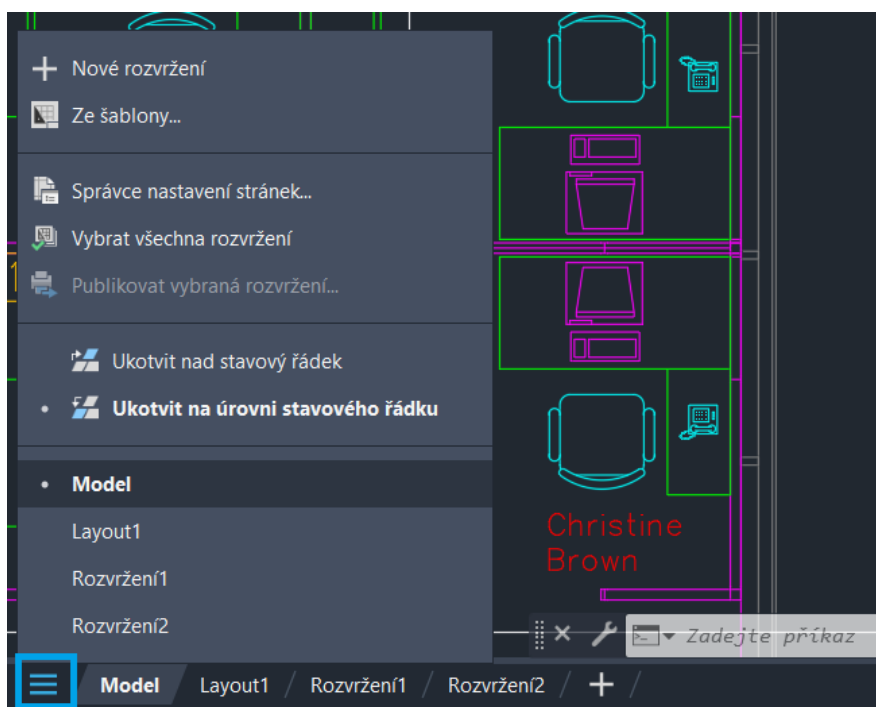 Nové rozvržení
Ze šablony...
Správce nastavení stránek...
Vybrat všechna rozvržení
Publikovat vybraná rozvržení...
Ukotvit nad stavový řádek
Ukotvit na úrovni stavového řádku
Model
Layout1
Rozvržení1
Rozvržení2
Christine
Brown
Zadejte příkaz
Model / Layout1 / Rozvržení1 / Rozvržení2 / + /